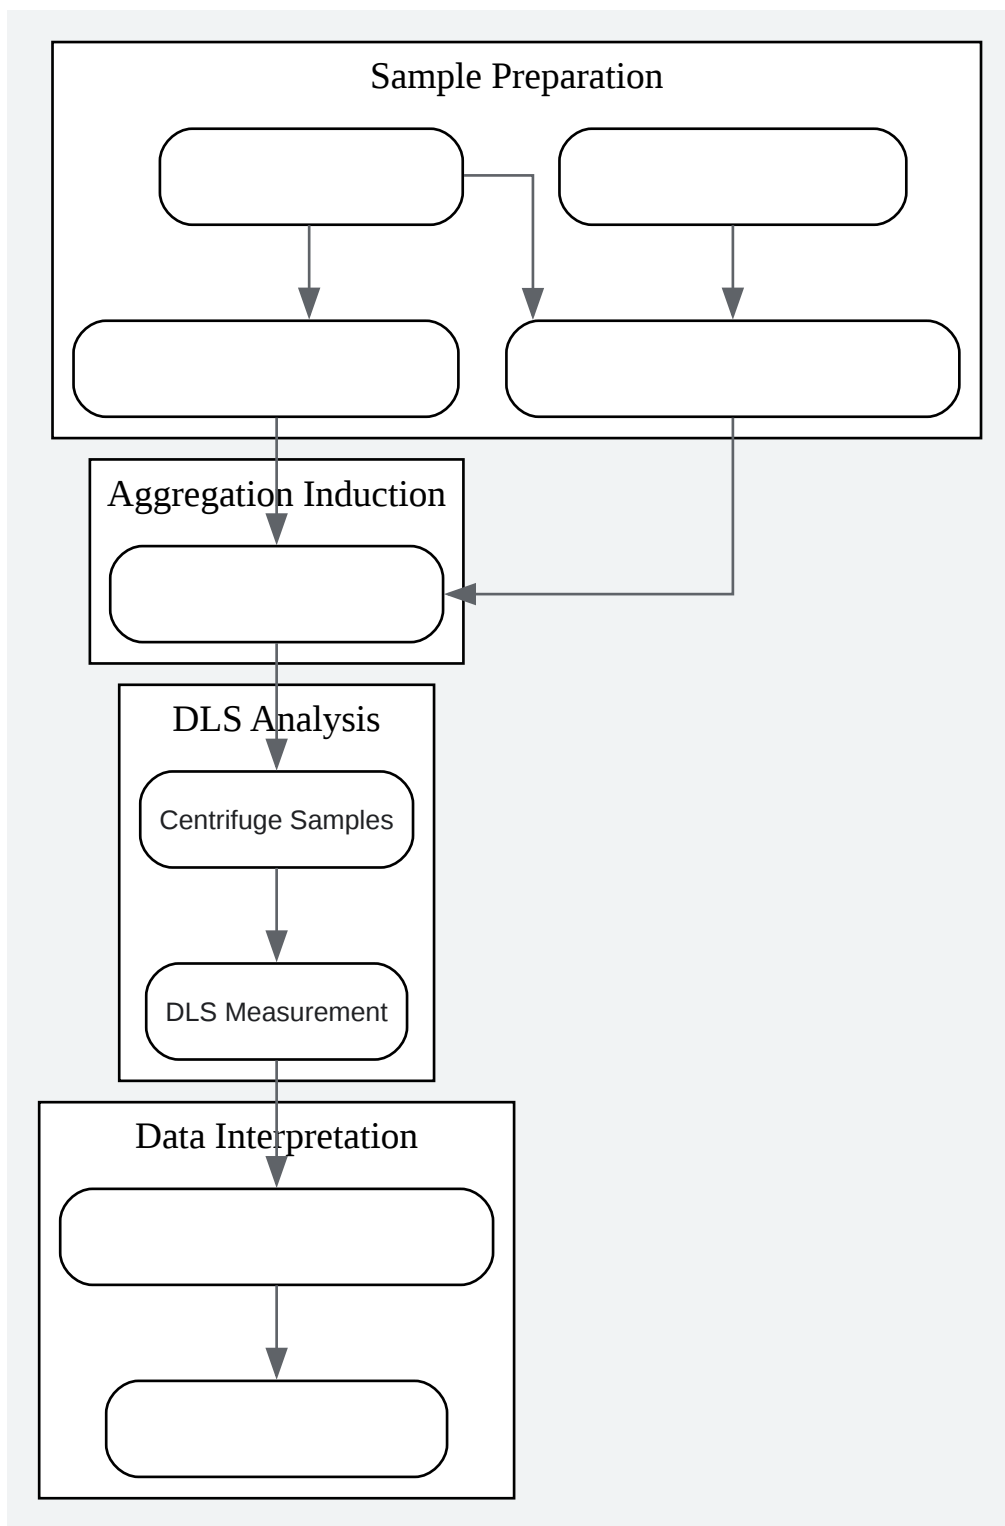 Sample Preparation
Aggregation Induction
DLS Analysis
Centrifuge Samples
DLS Measurement
Data Interpretation